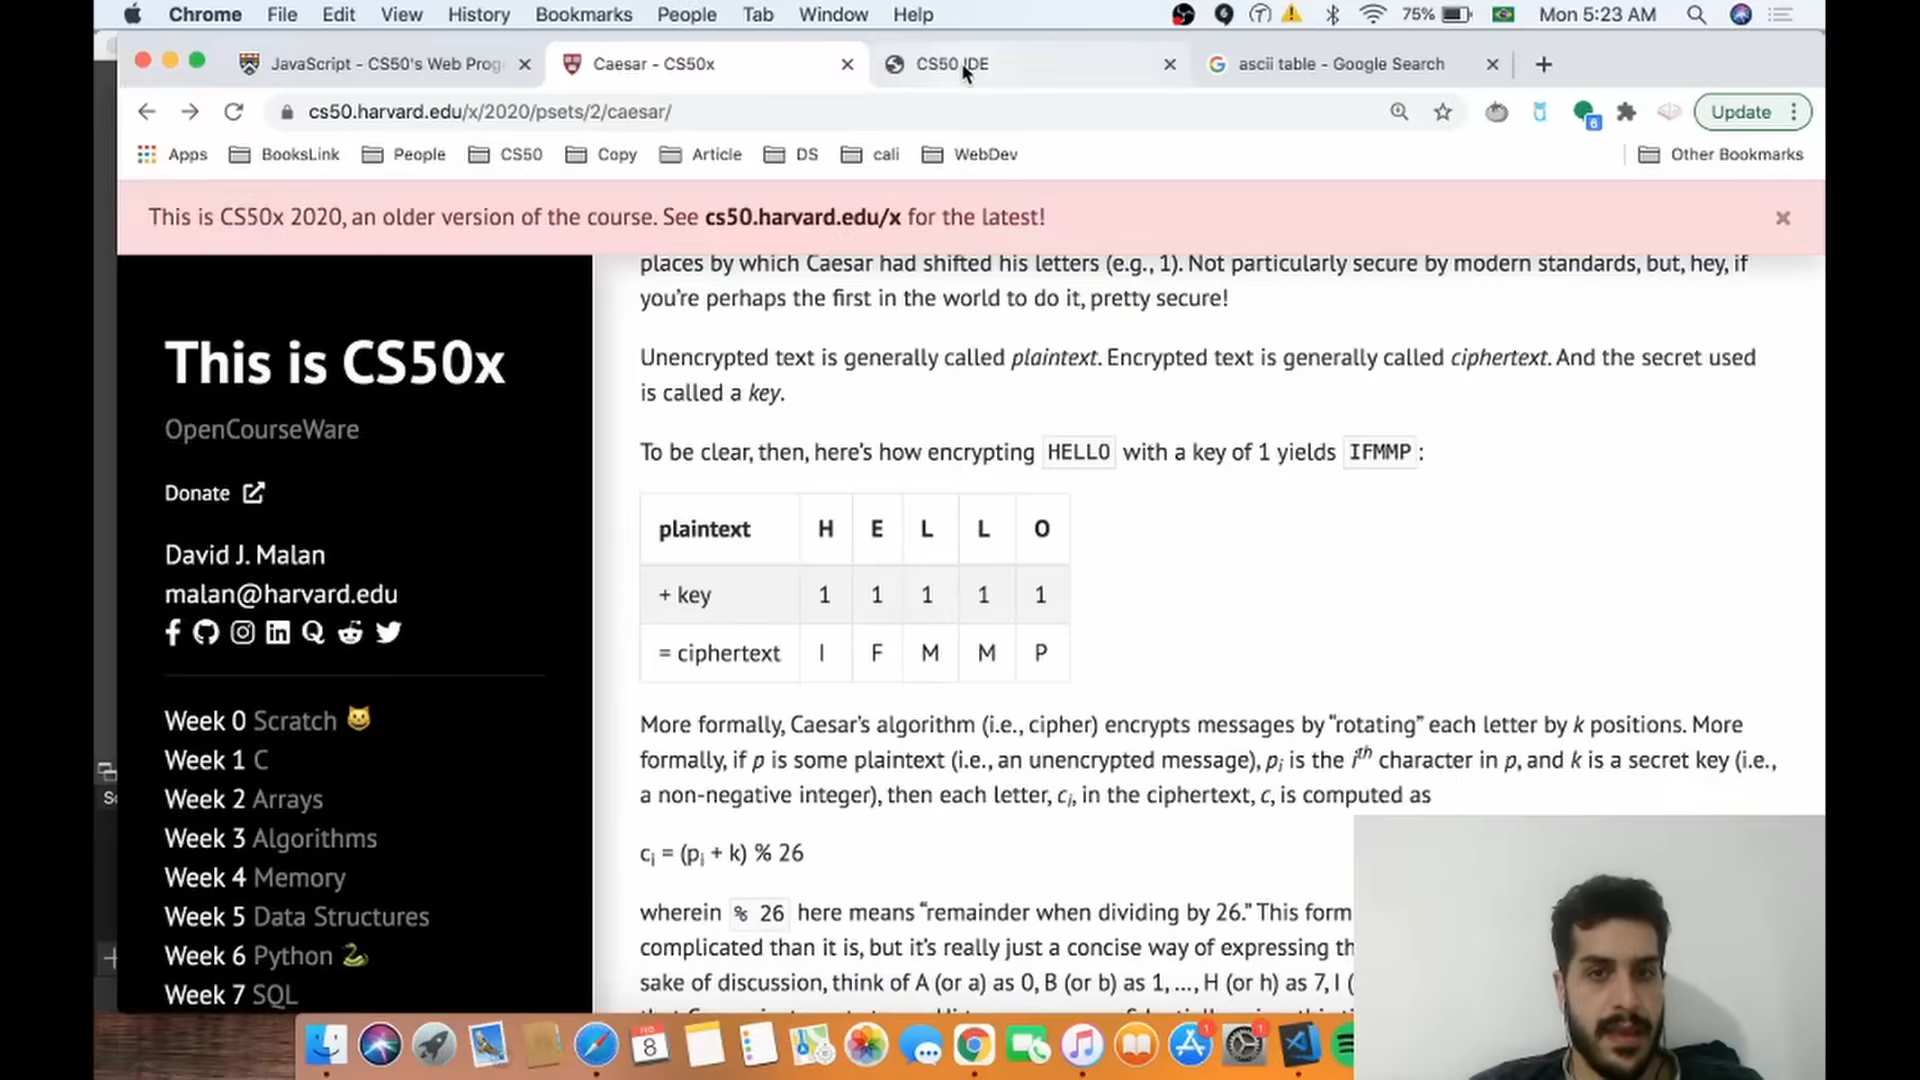 Chrome File Edit View History Bookmarks People Tab Window Help 75% Mon 5:23 AM
JavaScript - CS50's Web Prog Caesar - CS50x CS50 IDE ascii table - Google Search
cs50.harvard.edu/x/2020/psets/2/caesar/ 6 Update
Apps BooksLink People CS50 Copy Article DS cali WebDev Other Bookmarks
This is CS50x 2020, an older version of the course. See cs50.harvard.edu/x for the latest!
This is CS50x
OpenCourseWare
Donate
David J. Malan
malan@harvard.edu
Week 0 Scratch
Week 1 C
Week 2 Arrays
Week 3 Algorithms
Week 4 Memory
Week 5 Data Structures
Week 6 Python
Week 7 SQL
places by which Caesar had shifted his letters (e.g., 1). Not particularly secure by modern standards, but, hey, if
you're perhaps the first in the world to do it, pretty secure!
Unencrypted text is generally called plaintext. Encrypted text is generally called ciphertext. And the secret used
is called a key.
To be clear, then, here's how encrypting HELLO with a key of 1 yields IFMMP:
plaintext H E L L O
+ key 1 1 1 1 1
= ciphertext I F M M P
More formally, Caesar's algorithm (i.e., cipher) encrypts messages by “rotating” each letter by k positions. More
formally, if p is some plaintext (i.e., an unencrypted message), pi is the ith character in p, and k is a secret key (i.e.,
a non-negative integer), then each letter, ci, in the ciphertext, c, is computed as
ci = (pi + k) % 26
wherein % 26 here means “remainder when dividing by 26.” This form
complicated than it is, but it's really just a concise way of expressing th
sake of discussion, think of A (or a) as 0, B (or b) as 1, …, H (or h) as 7, I (
8
1
1